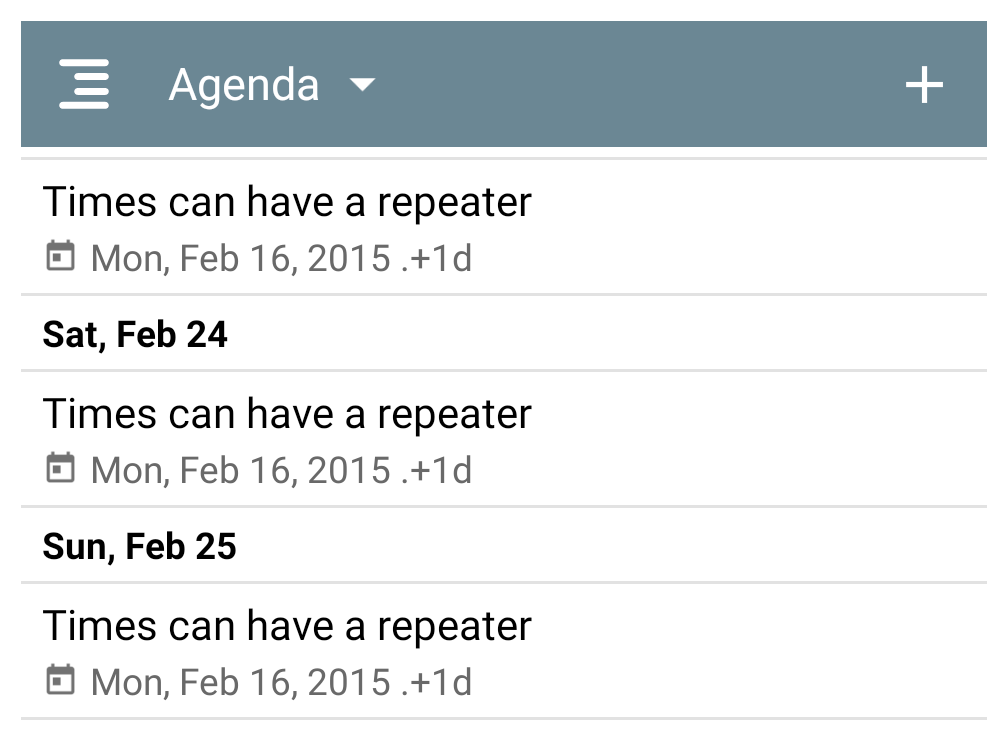 Agenda
Times can have a repeater
Mon, Feb 16, 2015 .+1d
Sat, Feb 24
Times can have a repeater
Mon, Feb 16, 2015 .+1d
Sun, Feb 25
Times can have a repeater
Mon, Feb 16, 2015 .+1d